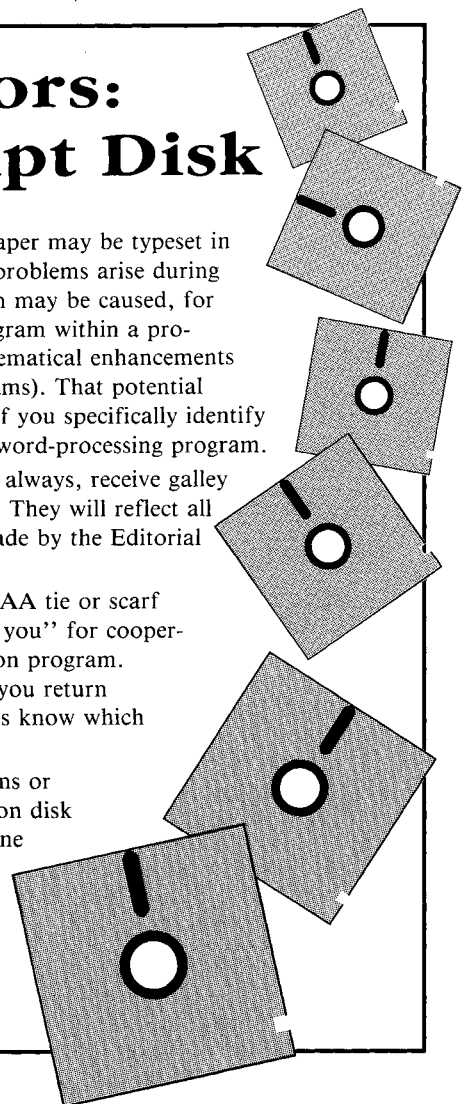 ors:
pt Disk
aper may be typeset in
problems arise during
n may be caused, for
gram within a pro-
ematical enhancements
ams). That potential
f you specifically identify
word-processing program.
always, receive galley
They will reflect all
ade by the Editorial
AA tie or scarf
you” for cooper-
on program.
you return
s know which
ns or
on disk
ne